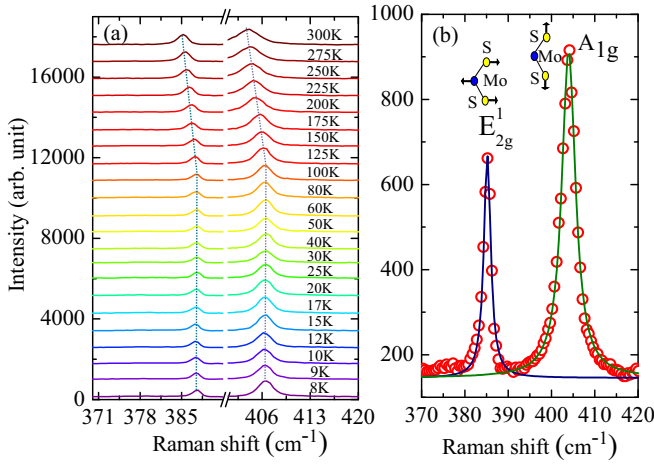 (a)
300K
275K
250K
225K
200K
175K
150K
125K
100K
80K
60K
50K
40K
30K
25K
20K
17K
15K
12K
10K
9K
8K
18000
14000
12000
8000
4000
0
Intensity (arb. unit)
371 378 385 406 413 420
Raman shift (cm⁻¹)
(b)
S
Mo
S
E¹2g
S
Mo
S
A1g
1000
900
800
600
400
200
370 380 390 400 410 420
Raman shift (cm⁻¹)